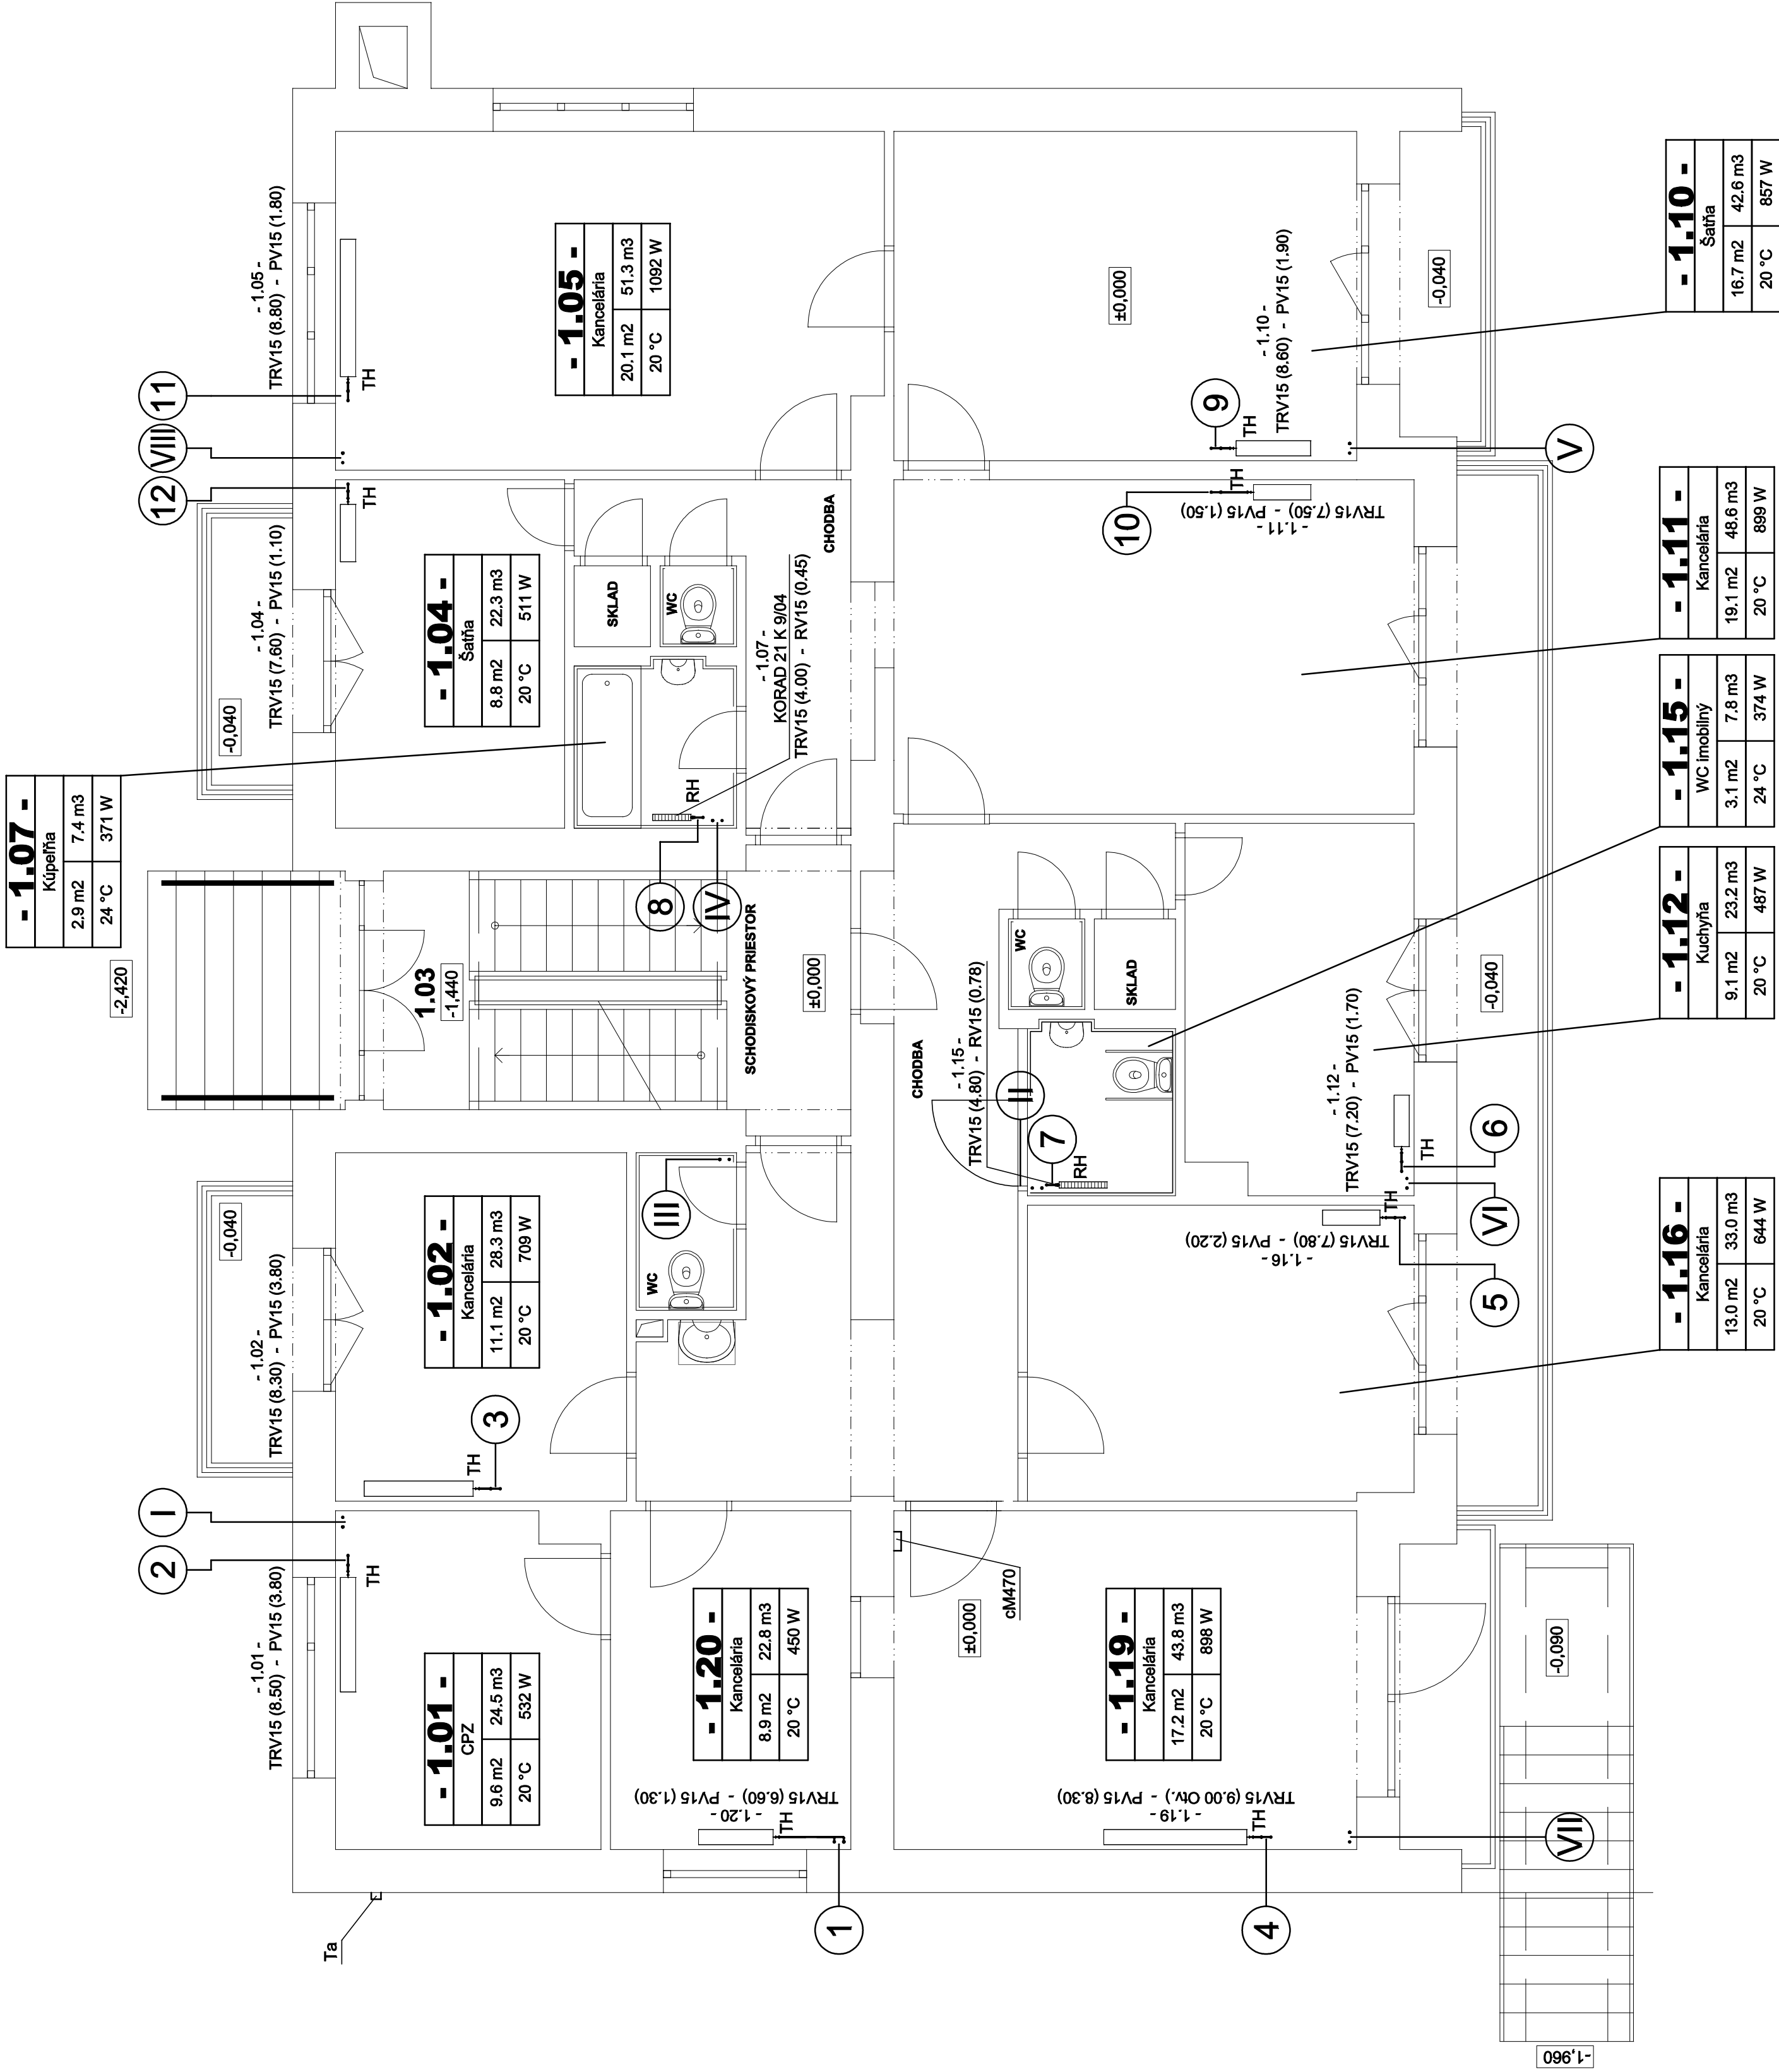 - 1.07 -
Kúpeľňa
2.9 m2 7.4 m3
24 °C 371 W
-2,420
1.03
-1,440
SCHODISKOVÝ PRIESTOR
±0,000
I
2
- 1.01 -
TRV15 (8.50) - PV15 (3.80)
TH
- 1.01 -
CPZ
9.6 m2 24.5 m3
20 °C 532 W
Ta
-0,040
- 1.02 -
TRV15 (8.30) - PV15 (3.80)
3
TH
- 1.02 -
Kancelária
11.1 m2 28.3 m3
20 °C 709 W
III
WC
- 1.20 -
Kancelária
8.9 m2 22.8 m3
20 °C 450 W
- 1.20 -
TRV15 (6.60) - PV15 (1.30)
TH
1
11
VIII
12
- 1.05 -
TRV15 (8.80) - PV15 (1.80)
TH
- 1.05 -
Kancelária
20.1 m2 51.3 m3
20 °C 1092 W
-0,040
- 1.04 -
TRV15 (7.60) - PV15 (1.10)
TH
- 1.04 -
Šatňa
8.8 m2 22.3 m3
20 °C 511 W
SKLAD
WC
CHODBA
- 1.07 -
KORAD 21 K 9/04
TRV15 (4.00) - RV15 (0.45)
RH
8
IV
±0,000
- 1.10 -
TRV15 (8.60) - PV15 (1.90)
9
TH
V
-0,040
- 1.10 -
Šatňa
16.7 m2 42.6 m3
20 °C 857 W
10
TH
- 1.11 -
TRV15 (7.50) - PV15 (1.50)
- 1.11 -
Kancelária
19.1 m2 48.6 m3
20 °C 899 W
CHODBA
WC
SKLAD
- 1.15 -
TRV15 (4.80) - RV15 (0.78)
II
7
RH
- 1.15 -
WC imobilný
3.1 m2 7.8 m3
24 °C 374 W
- 1.12 -
TRV15 (7.20) - PV15 (1.70)
TH
6
VI
-0,040
- 1.12 -
Kuchyňa
9.1 m2 23.2 m3
20 °C 487 W
- 1.16 -
TRV15 (7.80) - PV15 (2.20)
TH
5
- 1.16 -
Kancelária
13.0 m2 33.0 m3
20 °C 644 W
cM470
±0,000
- 1.19 -
Kancelária
17.2 m2 43.8 m3
20 °C 898 W
- 1.19 -
TRV15 (9.00 Otv.) - PV15 (8.30)
TH
4
VII
-0,090
-1,960